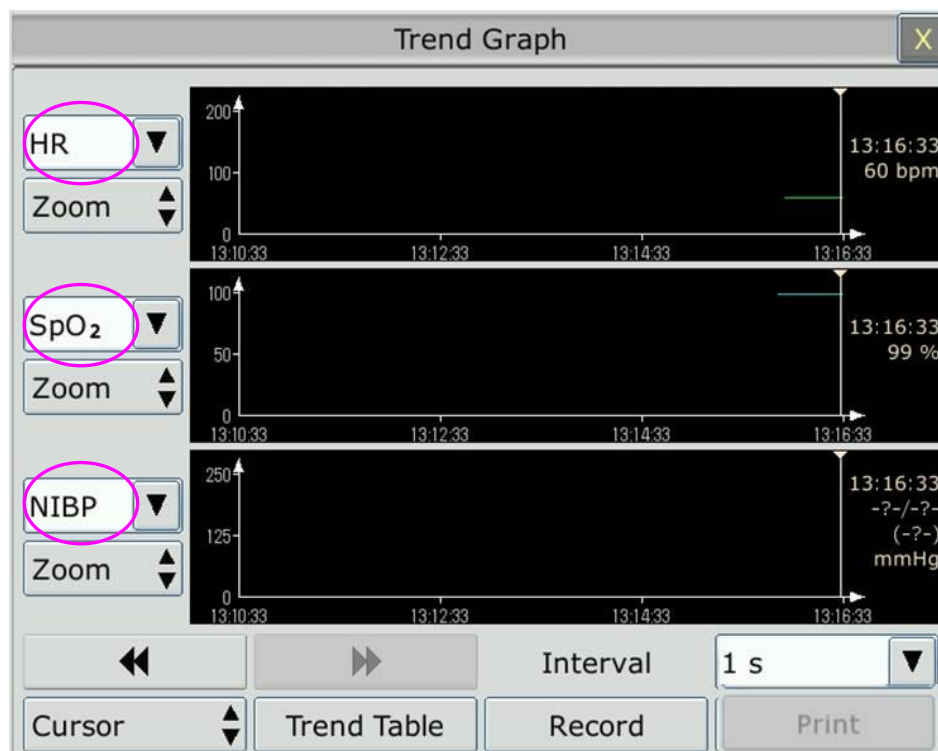 Trend Graph X
HR
Zoom
200
100
0
13:10:33 13:12:33 13:14:33 13:16:33
13:16:33
60 bpm
SpO₂
Zoom
100
50
0
13:10:33 13:12:33 13:14:33 13:16:33
13:16:33
99 %
NIBP
Zoom
250
125
0
13:10:33 13:12:33 13:14:33 13:16:33
13:16:33
-?-/-?-
(-?-)
mmHg
Interval 1 s
Cursor Trend Table Record Print